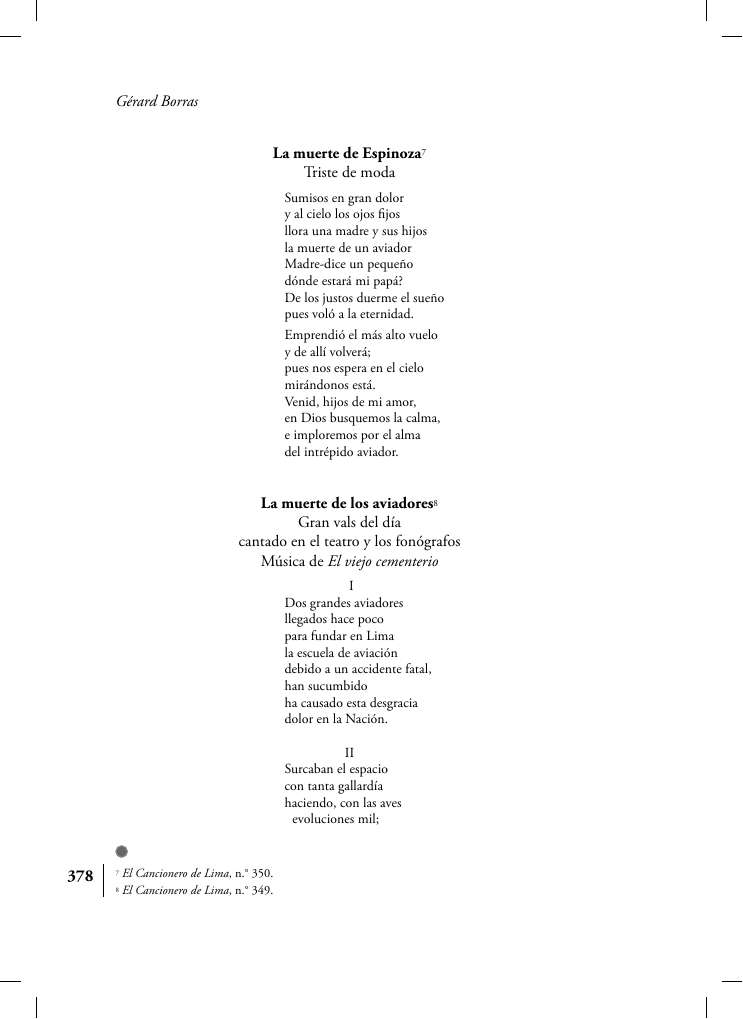 Gérard Borras
La muerte de Espinoza7
Triste de moda
Sumisos en gran dolor
y al cielo los ojos fijos
llora una madre y sus hijos
la muerte de un aviador
Madre-dice un pequeño
dónde estará mi papá?
De los justos duerme el sueño
pues voló a la eternidad.
Emprendió el más alto vuelo
y de allí volverá;
pues nos espera en el cielo
mirándonos está.
Venid, hijos de mi amor,
en Dios busquemos la calma,
e imploremos por el alma
del intrépido aviador.
La muerte de los aviadores8
Gran vals del día
cantado en el teatro y los fonógrafos
Música de El viejo cementerio
I
Dos grandes aviadores
llegados hace poco
para fundar en Lima
la escuela de aviación
debido a un accidente fatal,
han sucumbido
ha causado esta desgracia
dolor en la Nación.
II
Surcaban el espacio
con tanta gallardía
haciendo, con las aves
evoluciones mil;
378
7 El Cancionero de Lima, n.° 350.
8 El Cancionero de Lima, n.° 349.